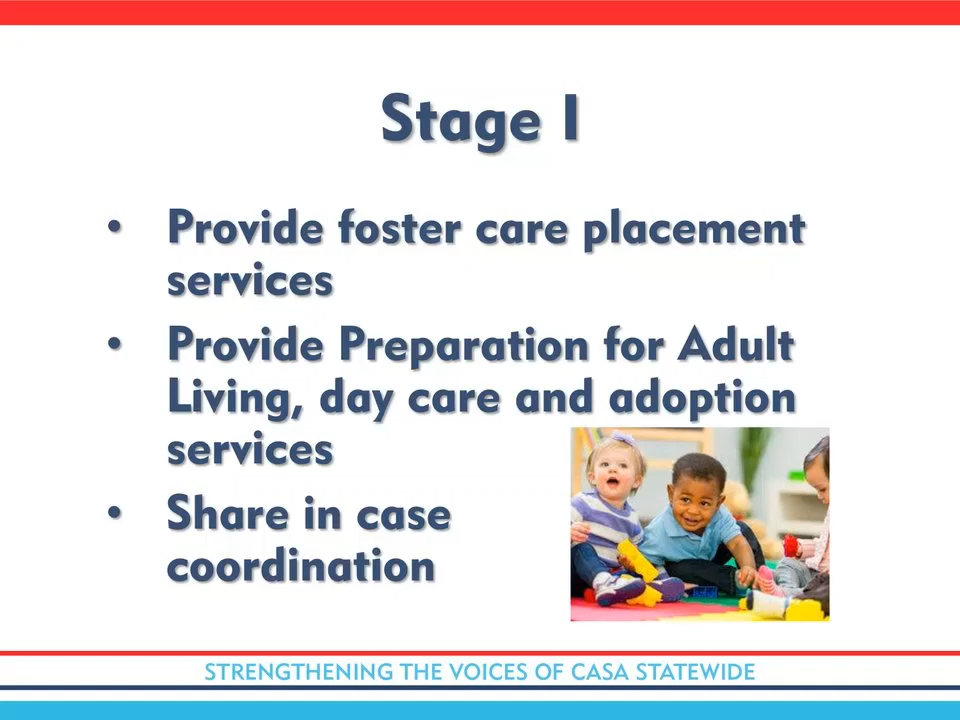 Stage I
• Provide foster care placement
services
• Provide Preparation for Adult
Living, day care and adoption
services
• Share in case
coordination
STRENGTHENING THE VOICES OF CASA STATEWIDE